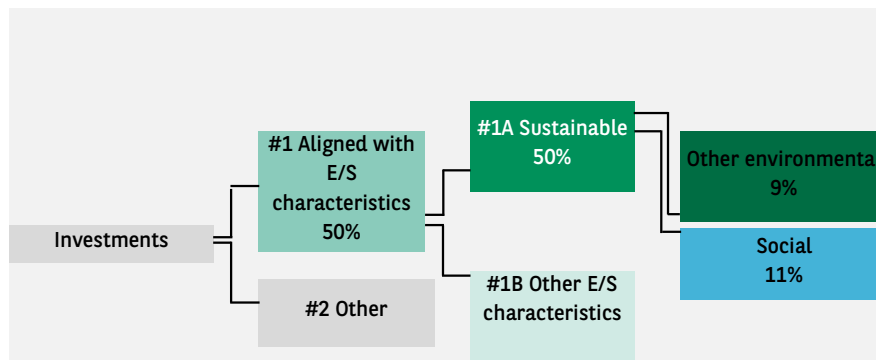 #1A Sustainable
50%
#1 Aligned with
E/S
characteristics
50%
Other environmenta
9%
Investments
Social
11%
#1B Other E/S
characteristics
#2 Other